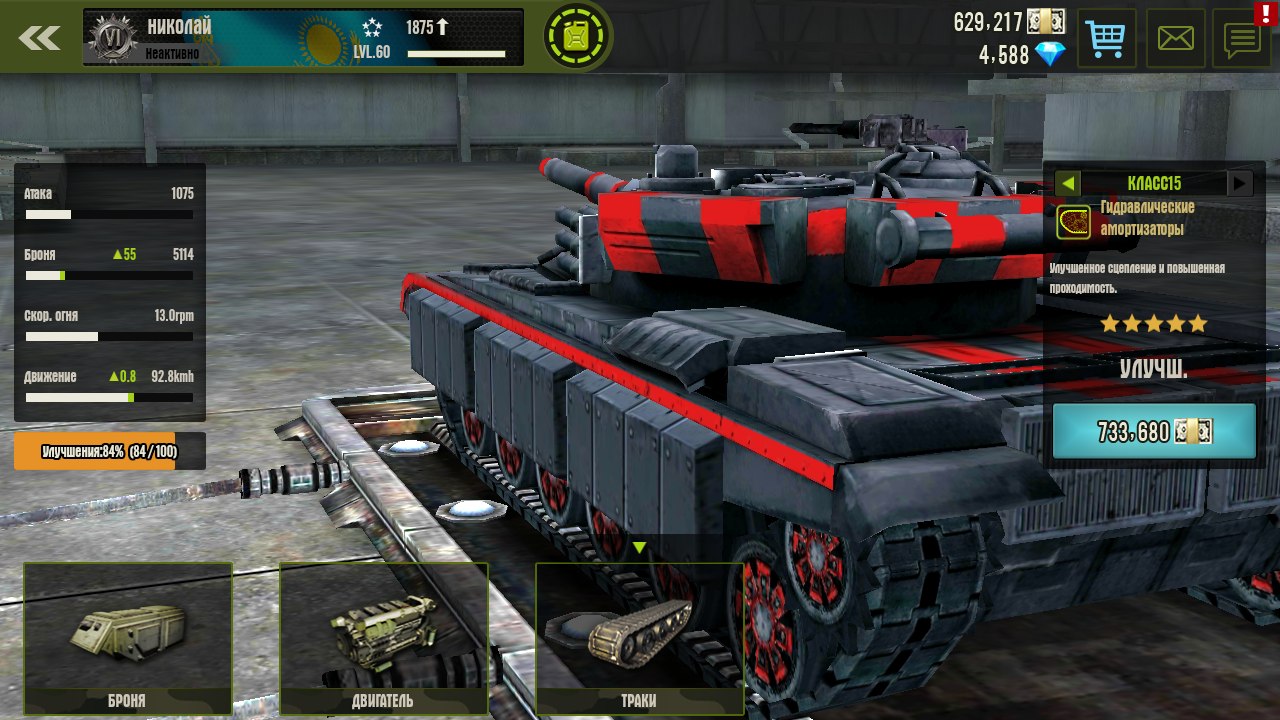 VI
НИКОЛАЙ
Неактивно
LVL.60
1875
629,217
4,588
!
Атака 1075
Броня ▲55 5114
Скор. огня 13.0rpm
Движение ▲0.8 92.8kmh
Улучшения:84% (84/100)
КЛАСС15
Гидравлические
амортизаторы
Улучшенное сцепление и повышенная
проходимость.
УЛУЧШ.
733,680
БРОНЯ
ДВИГАТЕЛЬ
ТРАКИ